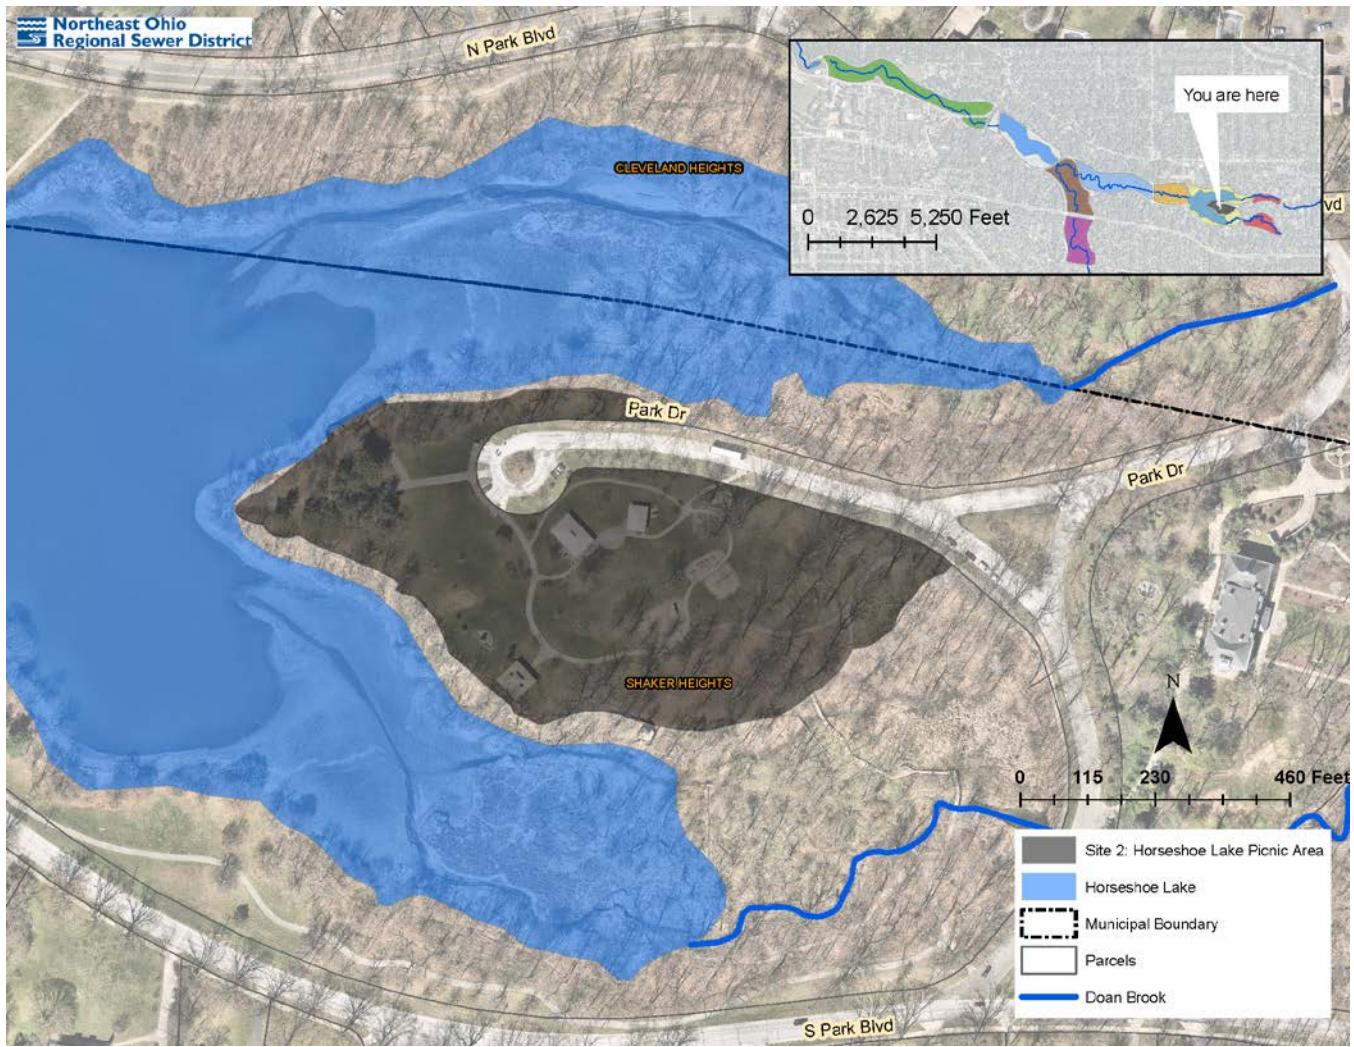 Northeast Ohio
Regional Sewer District
N Park Blvd
You are here
0 2,625 5,250 Feet
vd
CLEVELAND HEIGHTS
Park Dr
Park Dr
SHAKER HEIGHTS
N
0 115 230 460 Feet
Site 2: Horseshoe Lake Picnic Area
Horseshoe Lake
Municipal Boundary
Parcels
Doan Brook
S Park Blvd